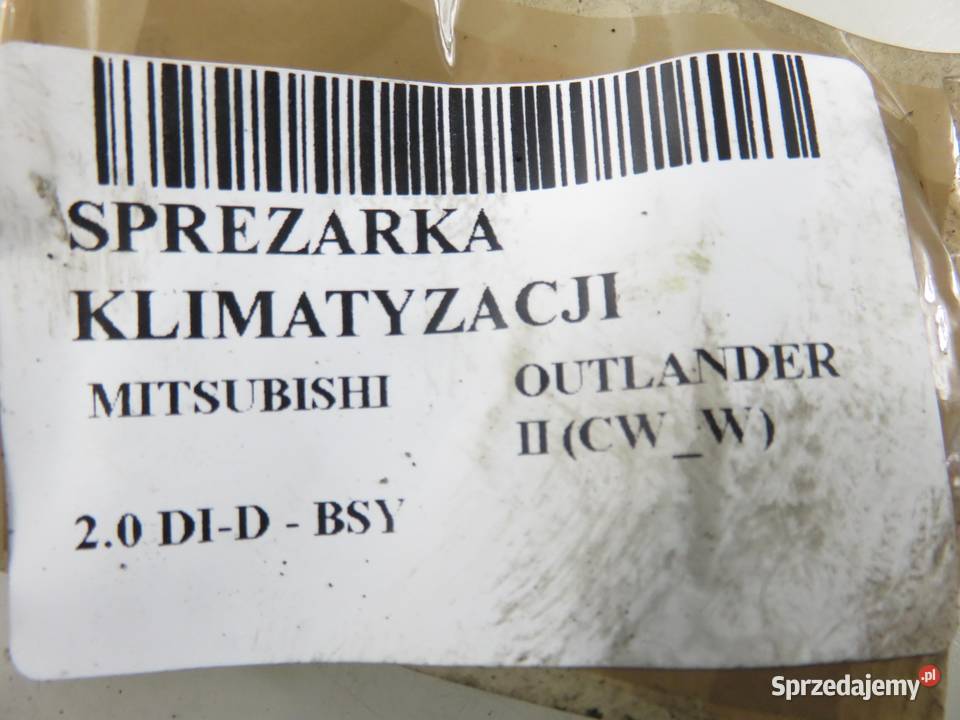 SPREZARKA
KLIMATYZACJI
MITSUBISHI OUTLANDER
II (CW_W)
2.0 DI-D - BSY
Sprzedajemy.pl